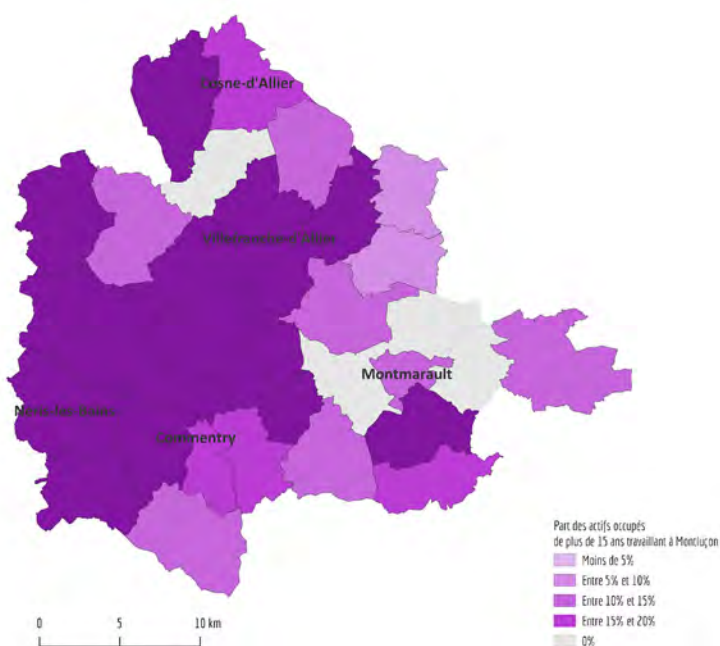 Cosne-d'Allier
Villefranche-d'Allier
Montmarault
Néris-les-Bains
Commentry
Part des actifs occupés
de plus de 15 ans travaillant à Montluçon
Moins de 5%
Entre 5% et 10%
Entre 10% et 15%
Entre 15% et 20%
0%
0 5 10 km